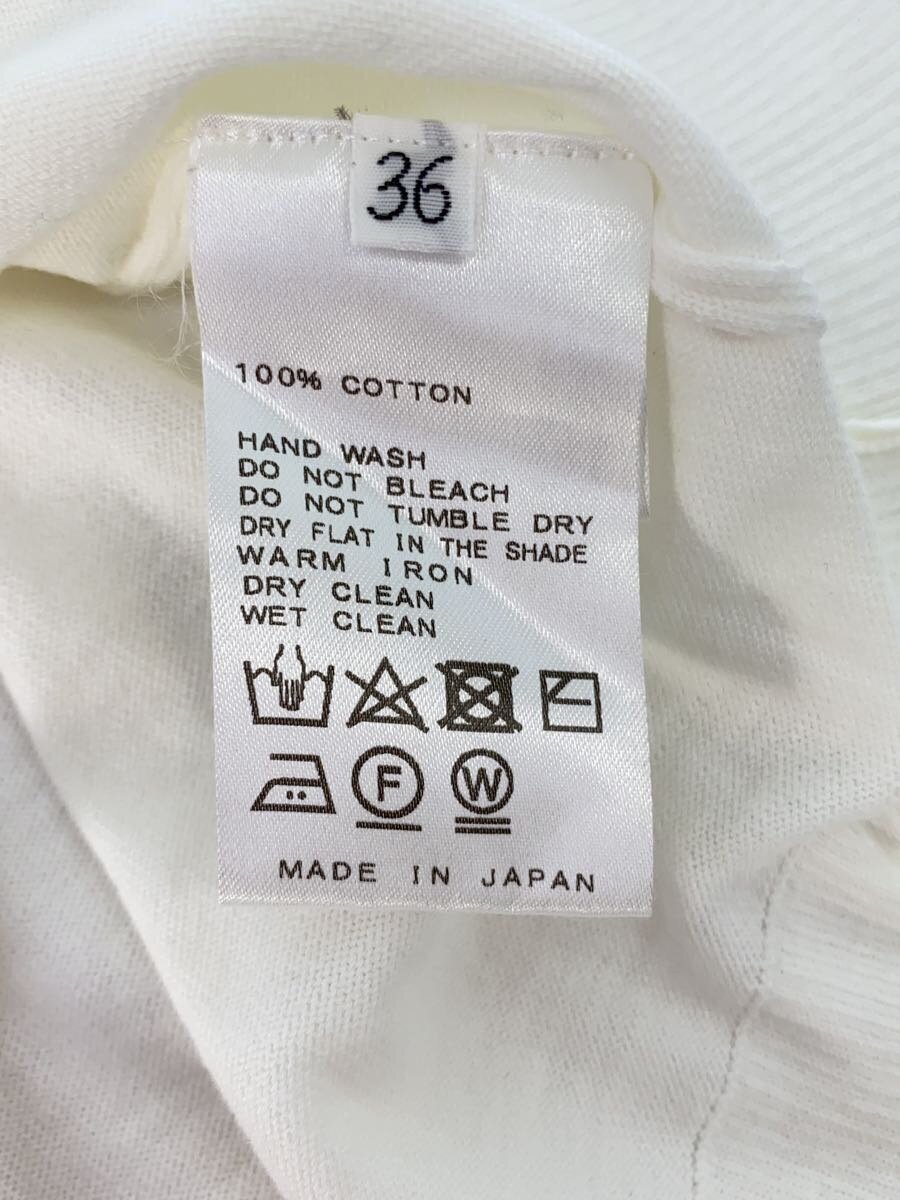 36
100% COTTON
HAND WASH
DO NOT BLEACH
DO NOT TUMBLE DRY
DRY FLAT IN THE SHADE
WARM IRON
DRY CLEAN
WET CLEAN
F W
MADE IN JAPAN